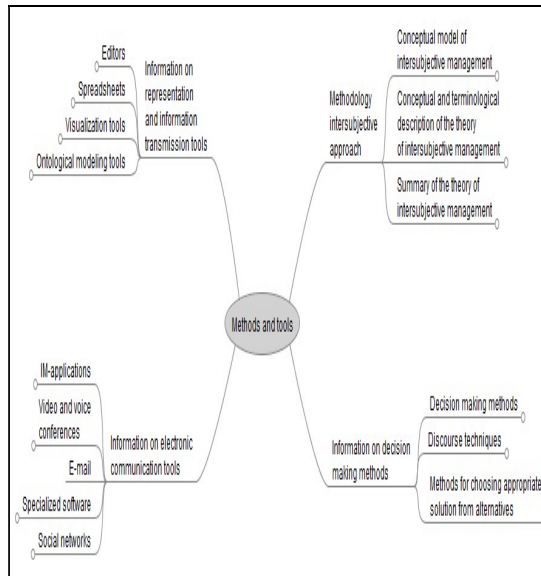 Editors
Spreadsheets
Visualization tools
Ontological modeling tools
Information on
representation
and information
transmission tools
Methodology
intersubjective
approach
Conceptual model of
intersubjective management
Conceptual and terminological
description of the theory
of intersubjective management
Summary of the theory of
intersubjective management
Methods and tools
IM-applications
Video and voice
conferences
E-mail
Specialized software
Social networks
Information on electronic
communication tools
Information on decision
making methods
Decision making methods
Discourse techniques
Methods for choosing appropriate
solution from alternatives